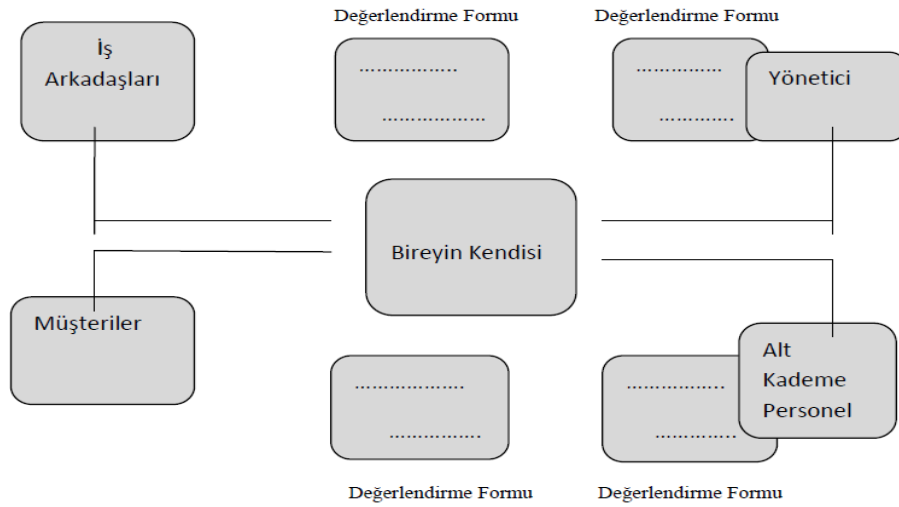 Değerlendirme Formu
Değerlendirme Formu
İş
Arkadaşları
……………..
………………
……………
………….
Yönetici
Bireyin Kendisi
Müşteriler
……………….
…………….
……………..
…………..
Alt
Kademe
Personel
Değerlendirme Formu
Değerlendirme Formu